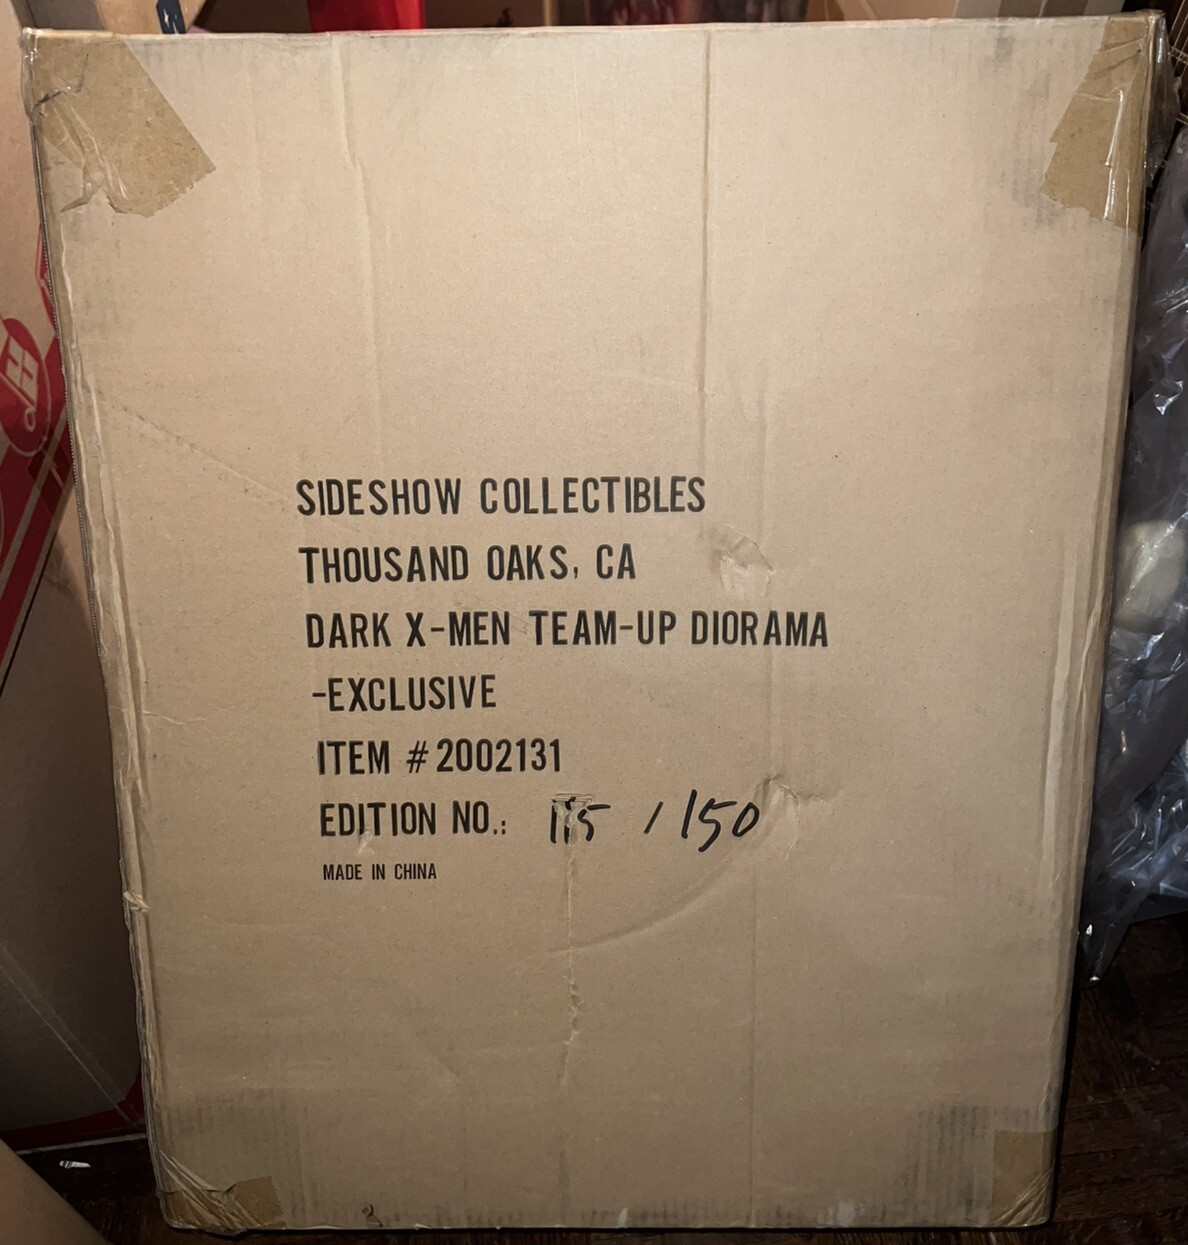 SIDESHOW COLLECTIBLES
THOUSAND OAKS, CA
DARK X-MEN TEAM-UP DIORAMA
-EXCLUSIVE
ITEM #2002131
EDITION NO.: 115 / 150
MADE IN CHINA